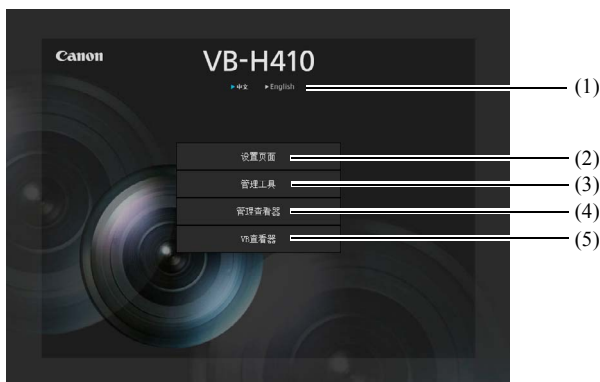 Canon
VB-H410
▶中文 ▶English
(1)
设置页面
(2)
管理工具
(3)
管理查看器
(4)
VB查看器
(5)